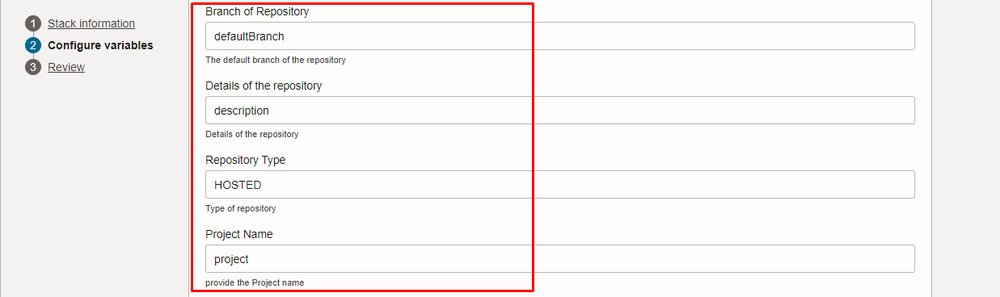 1 Stack information
2 Configure variables
3 Review
Branch of Repository
defaultBranch
The default branch of the repository
Details of the repository
description
Details of the repository
Repository Type
HOSTED
Type of repository
Project Name
project
provide the Project name